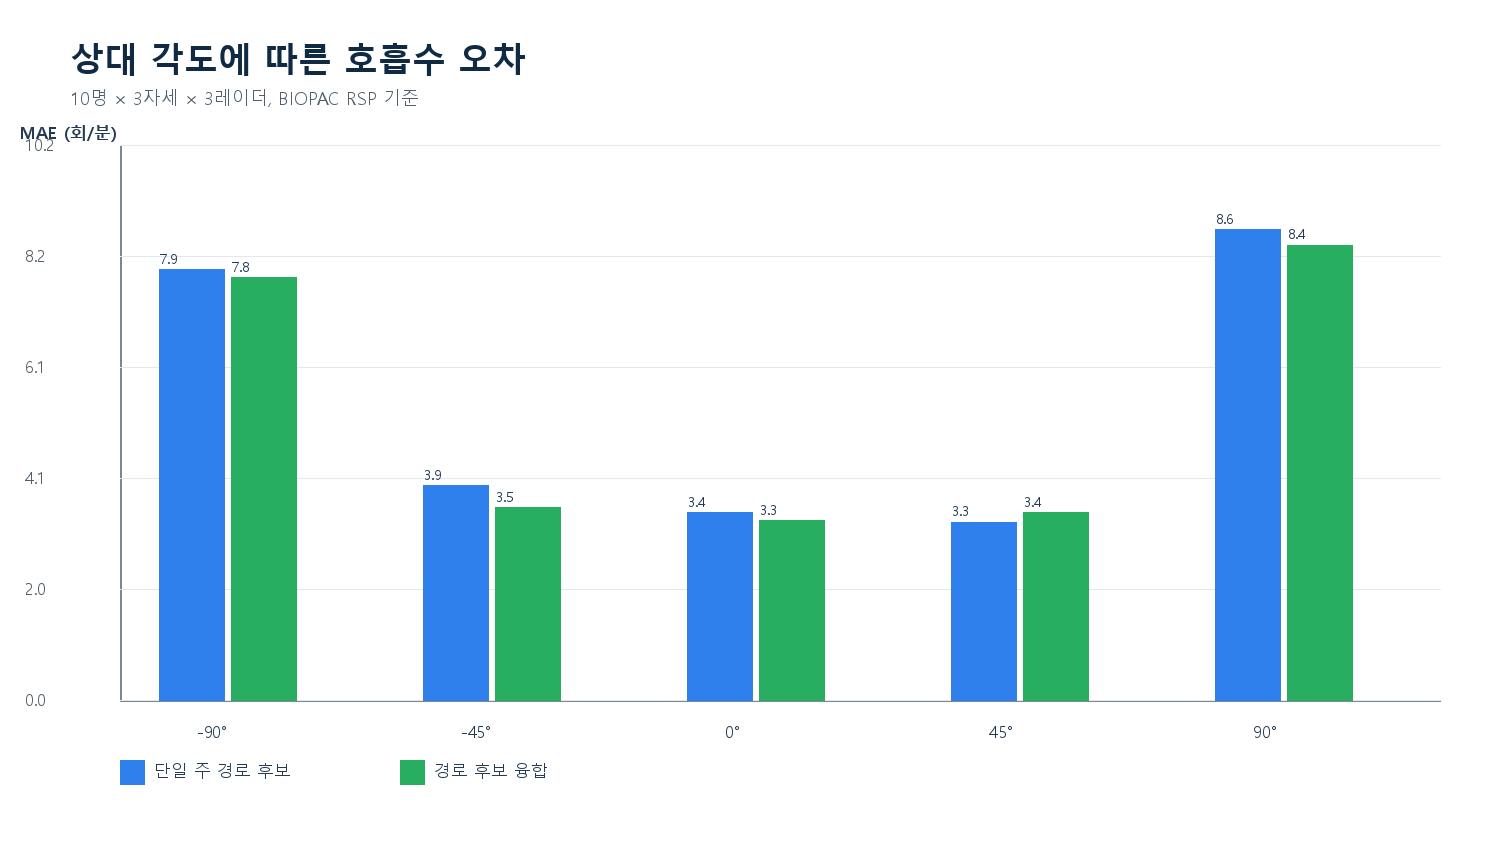 상대 각도에 따른 호흡수 오차
10명 × 3자세 × 3레이더, BIOPAC RSP 기준
MAE (회/분)
10.2
8.2
6.1
4.1
2.0
0.0
7.9 7.8
3.9 3.5
3.4 3.3
3.3 3.4
8.6 8.4
-90° -45° 0° 45° 90°
단일 주 경로 후보 경로 후보 융합